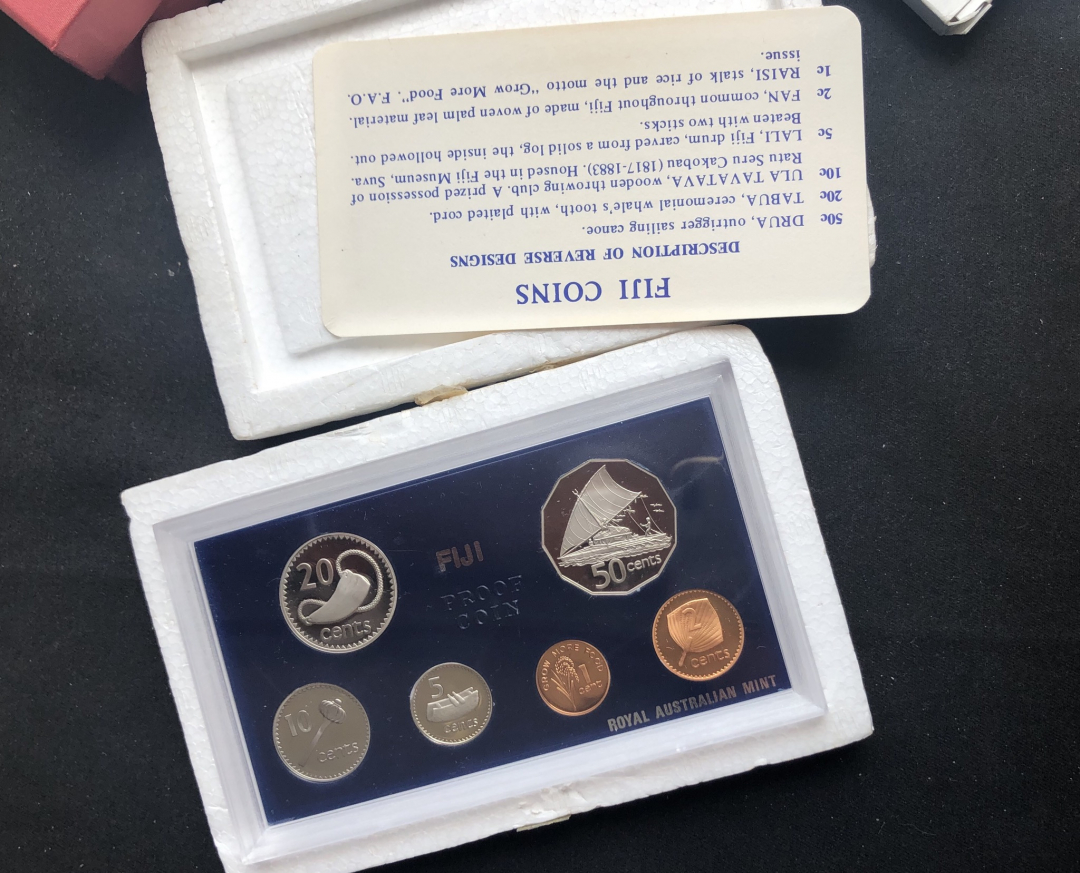 FIJI COINS
DESCRIPTION OF REVERSE DESIGNS
50c DRUA, outrigger sailing canoe.
20c TABUA, ceremonial whale's tooth, with plaited cord.
10c ULA TAVATAVA, wooden throwing club. A prized possession of
Ratu Seru Cakobau (1817-1883). Housed in the Fiji Museum, Suva.
5c LALI, Fiji drum, carved from a solid log, the inside hollowed out.
Beaten with two sticks.
2c FAN, common throughout Fiji, made of woven palm leaf material.
1c RAISI, stalk of rice and the motto "Grow More Food". F.A.O.
issue.
FIJI
PROOF
COIN
20
cents
50 cents
10
cents
5
cents
GROW MORE FOOD
1
cent
2
cents
ROYAL AUSTRALIAN MINT